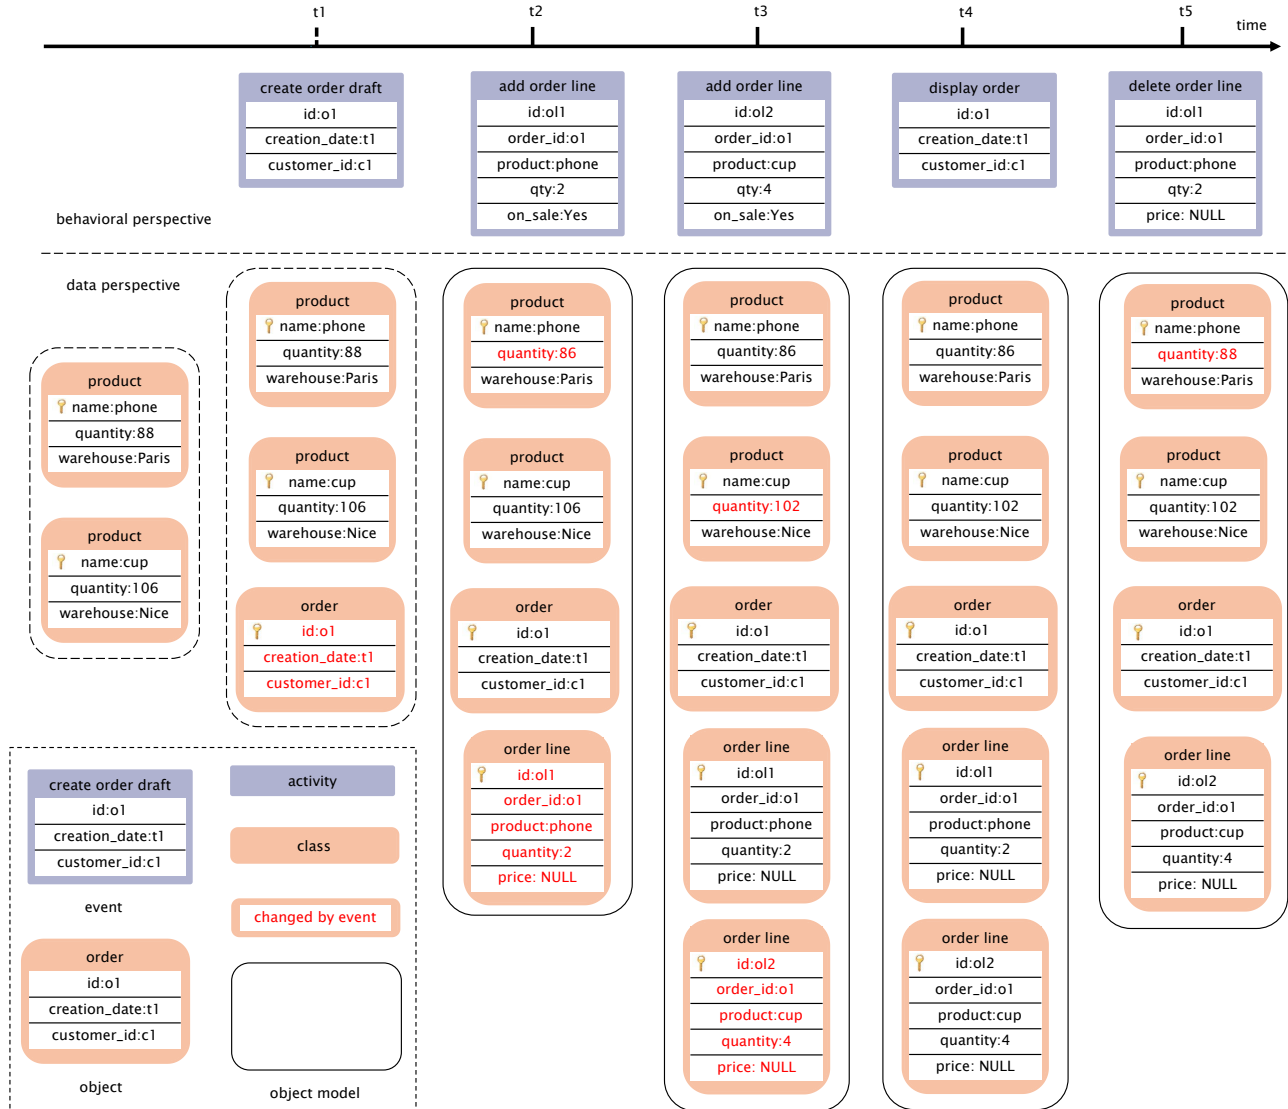 t1
t2
t3
t4
t5
time
create order draft
id:o1
creation_date:t1
customer_id:c1
add order line
id:ol1
order_id:o1
product:phone
qty:2
on_sale:Yes
add order line
id:ol2
order_id:o1
product:cup
qty:4
on_sale:Yes
display order
id:o1
creation_date:t1
customer_id:c1
delete order line
id:ol1
order_id:o1
product:phone
qty:2
price: NULL
behavioral perspective
data perspective
product
name:phone
quantity:88
warehouse:Paris
product
name:cup
quantity:106
warehouse:Nice
product
name:phone
quantity:88
warehouse:Paris
product
name:cup
quantity:106
warehouse:Nice
order
id:o1
creation_date:t1
customer_id:c1
product
name:phone
quantity:86
warehouse:Paris
product
name:cup
quantity:106
warehouse:Nice
order
id:o1
creation_date:t1
customer_id:c1
order line
id:ol1
order_id:o1
product:phone
quantity:2
price: NULL
product
name:phone
quantity:86
warehouse:Paris
product
name:cup
quantity:102
warehouse:Nice
order
id:o1
creation_date:t1
customer_id:c1
order line
id:ol1
order_id:o1
product:phone
quantity:2
price: NULL
order line
id:ol2
order_id:o1
product:cup
quantity:4
price: NULL
product
name:phone
quantity:86
warehouse:Paris
product
name:cup
quantity:102
warehouse:Nice
order
id:o1
creation_date:t1
customer_id:c1
order line
id:ol1
order_id:o1
product:phone
quantity:2
price: NULL
order line
id:ol2
order_id:o1
product:cup
quantity:4
price: NULL
product
name:phone
quantity:88
warehouse:Paris
product
name:cup
quantity:102
warehouse:Nice
order
id:o1
creation_date:t1
customer_id:c1
order line
id:ol2
order_id:o1
product:cup
quantity:4
price: NULL
create order draft
id:o1
creation_date:t1
customer_id:c1
event
order
id:o1
creation_date:t1
customer_id:c1
object
activity
class
changed by event
object model